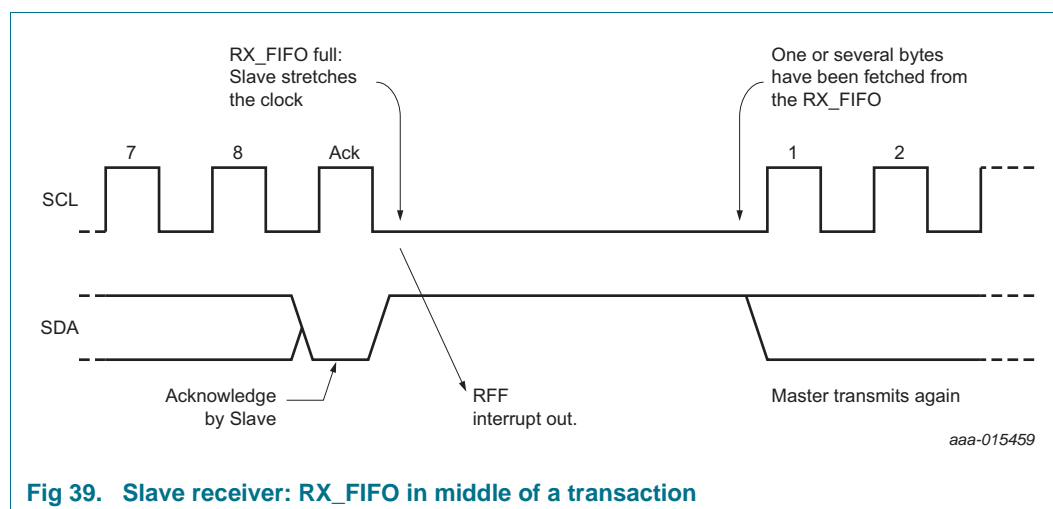 RX_FIFO full:
Slave stretches
the clock
One or several bytes
have been fetched from
the RX_FIFO
7 8 Ack 1 2
SCL
SDA
Acknowledge
by Slave
RFF
interrupt out.
Master transmits again
aaa-015459
Fig 39. Slave receiver: RX_FIFO in middle of a transaction